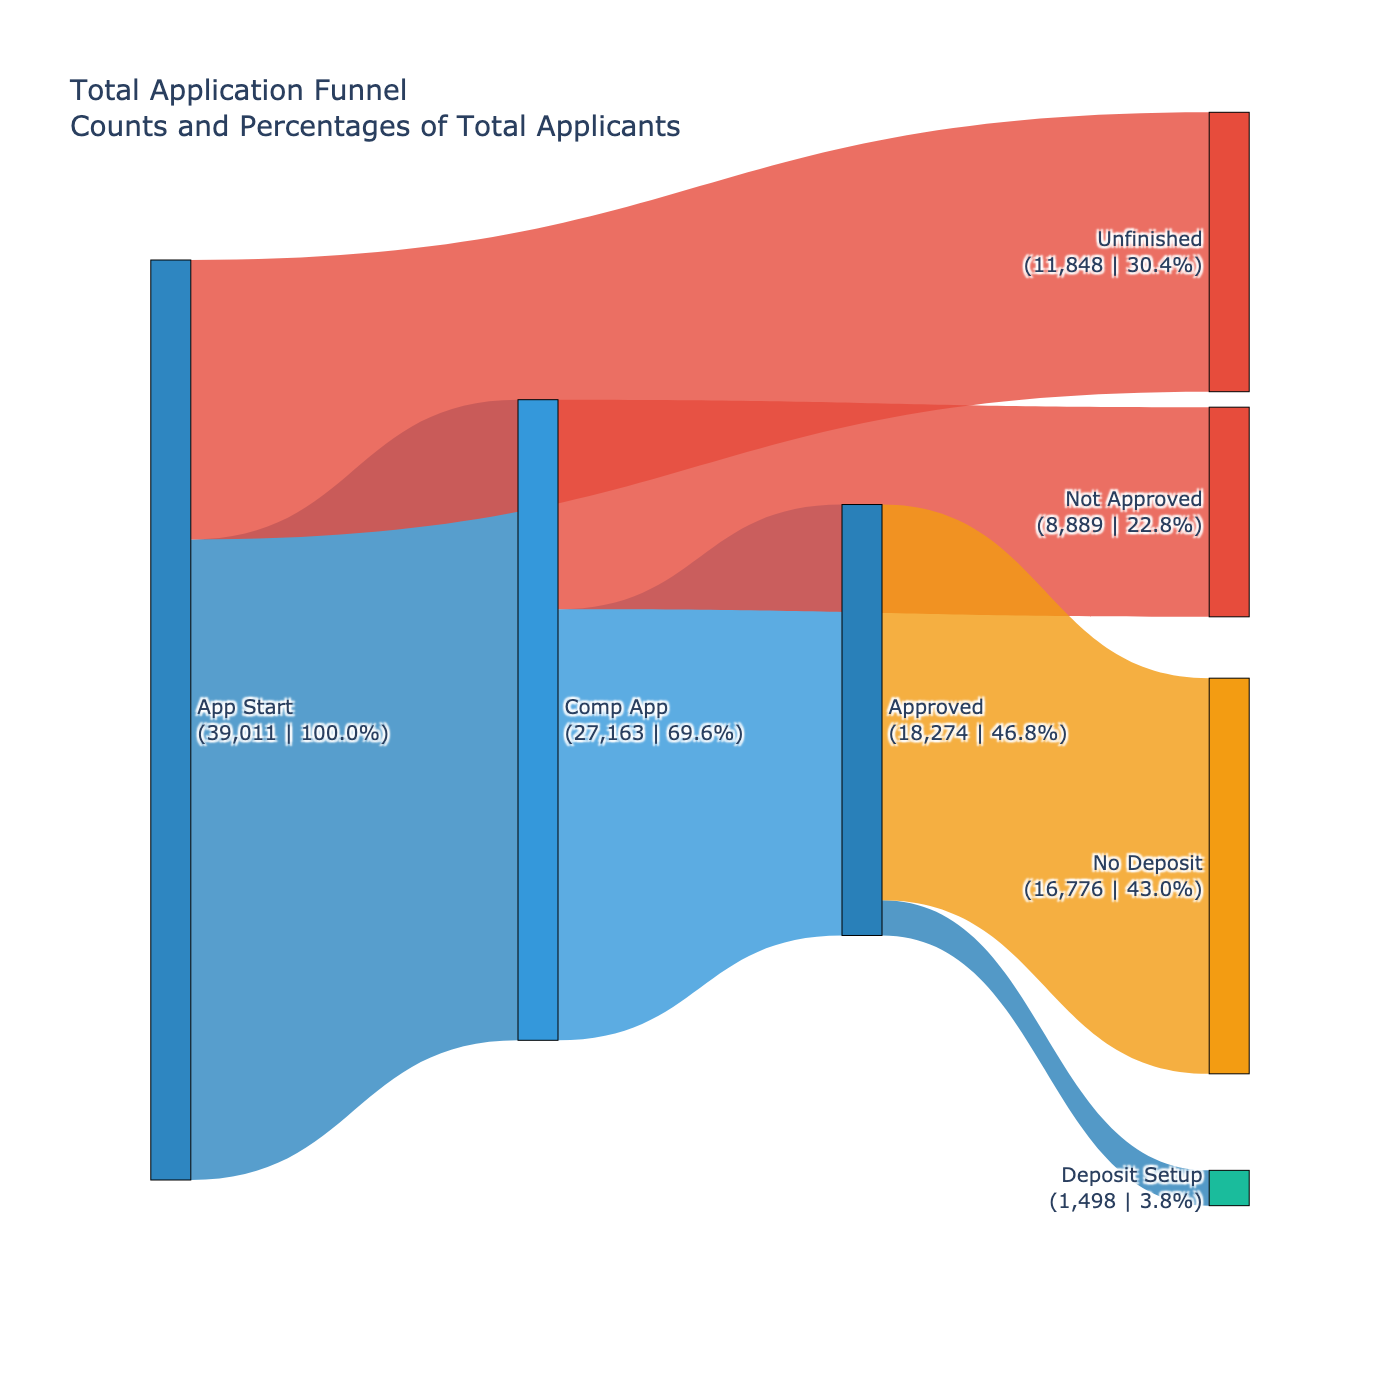 Total Application Funnel
Counts and Percentages of Total Applicants
Unfinished
(11,848 | 30.4%)
Not Approved
(8,889 | 22.8%)
App Start
(39,011 | 100.0%)
Comp App
(27,163 | 69.6%)
Approved
(18,274 | 46.8%)
No Deposit
(16,776 | 43.0%)
Deposit Setup
(1,498 | 3.8%)